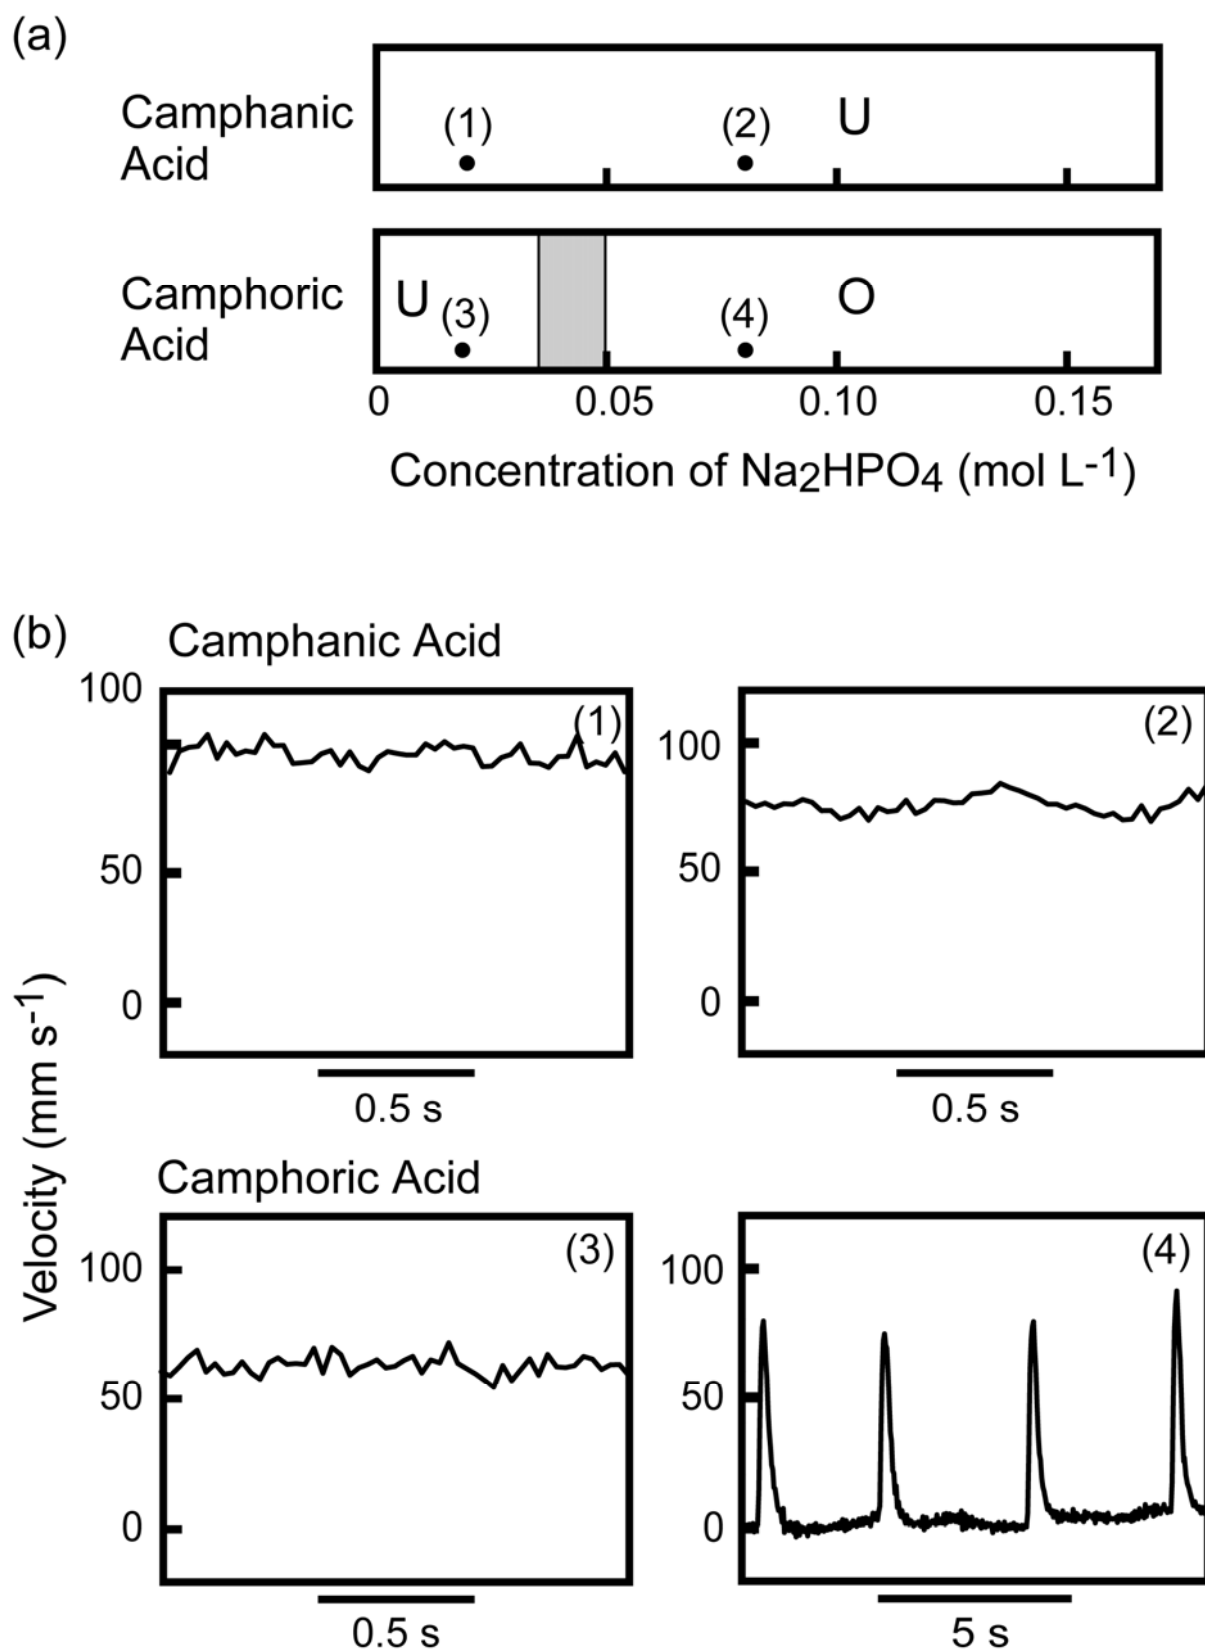 (a)
Camphanic
Acid
(1)
(2)
U
Camphoric
Acid
U
(3)
(4)
O
0
0.05
0.10
0.15
Concentration of Na2HPO4 (mol L-1)
(b)
Camphanic Acid
Velocity (mm s-1)
100
50
0
(1)
0.5 s
100
50
0
(2)
0.5 s
Camphoric Acid
100
50
0
(3)
0.5 s
100
50
0
(4)
5 s